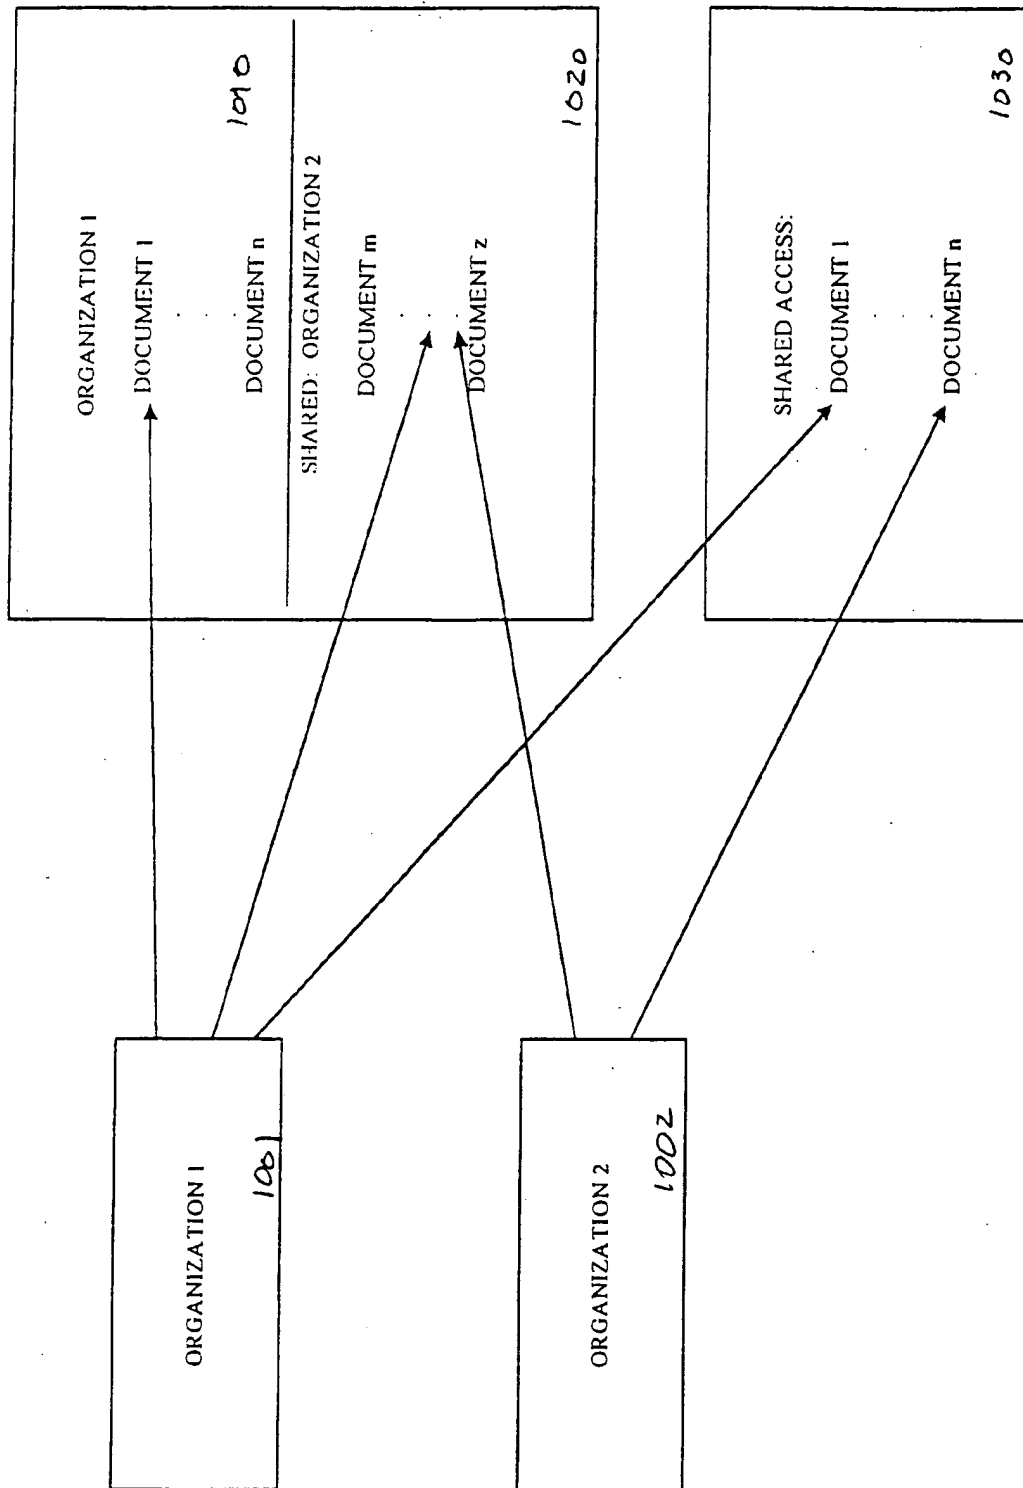 ORGANIZATION 1
1001
ORGANIZATION 2
1002
ORGANIZATION 1
DOCUMENT 1
DOCUMENT n
1010
SHARED: ORGANIZATION 2
DOCUMENT m
DOCUMENT z
1020
SHARED ACCESS:
DOCUMENT 1
DOCUMENT n
1030